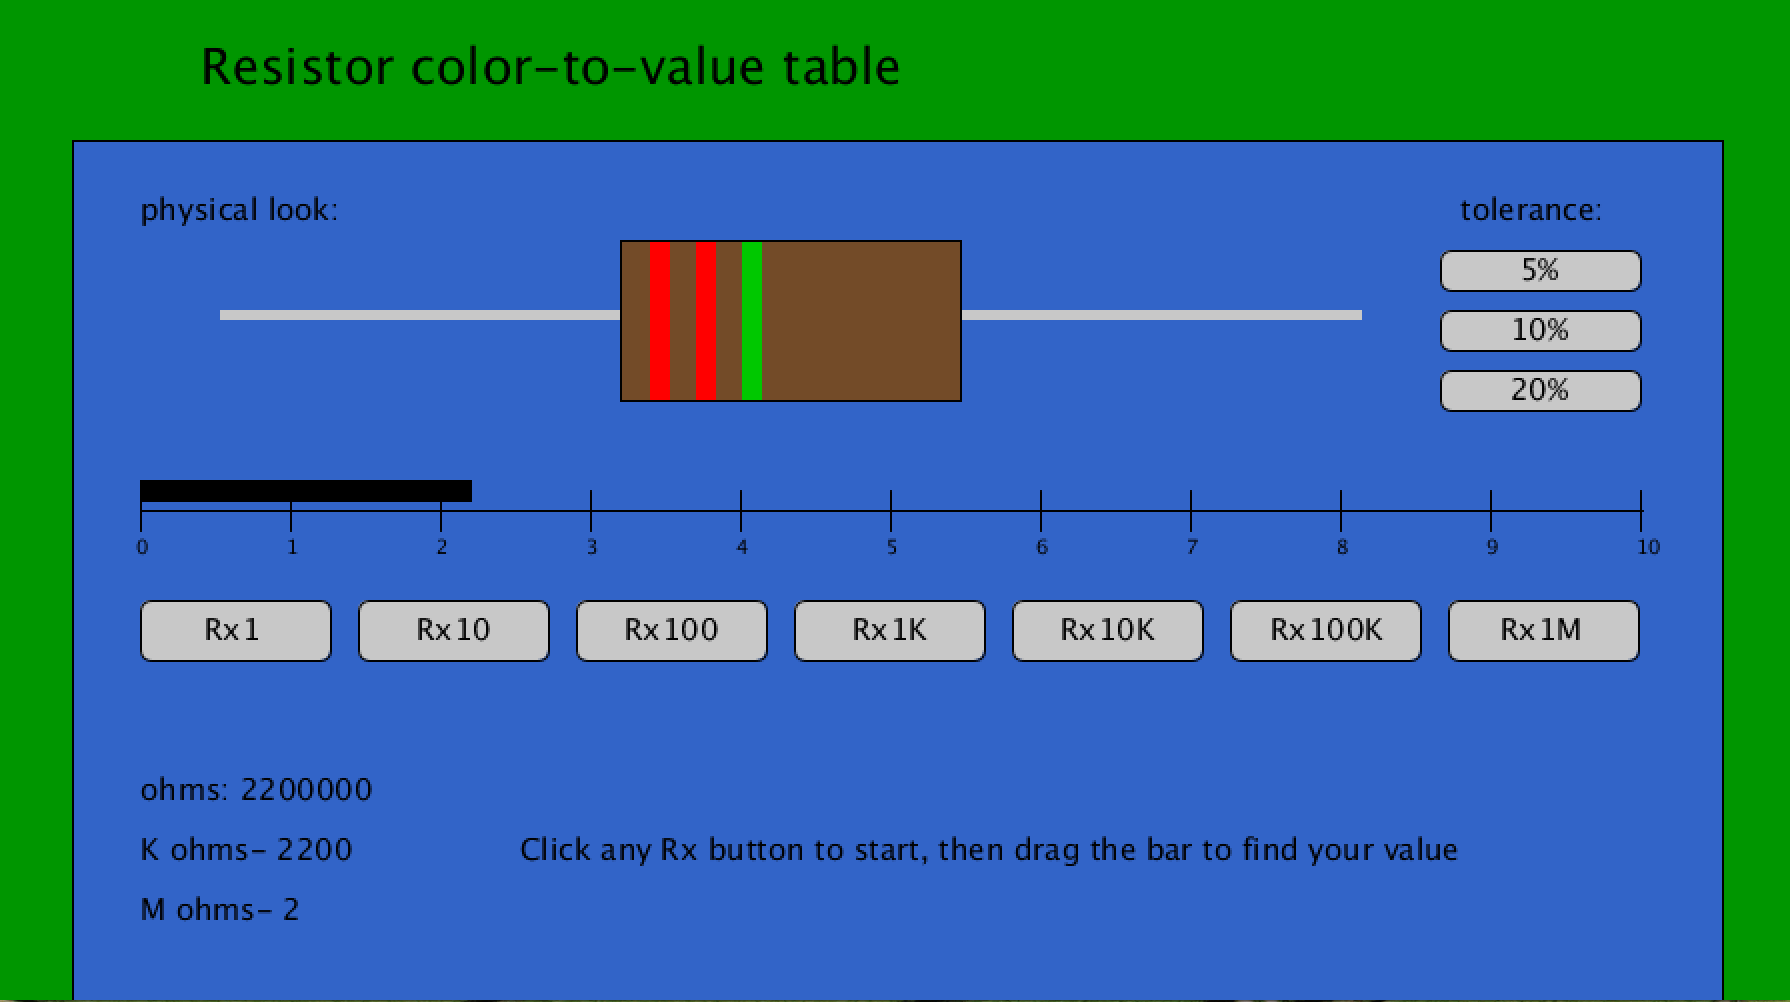 Resistor color-to-value table
physical look:
tolerance:
5%
10%
20%
0 1 2 3 4 5 6 7 8 9 10
Rx1 Rx10 Rx100 Rx1K Rx10K Rx100K Rx1M
ohms: 2200000
K ohms- 2200
Click any Rx button to start, then drag the bar to find your value
M ohms- 2